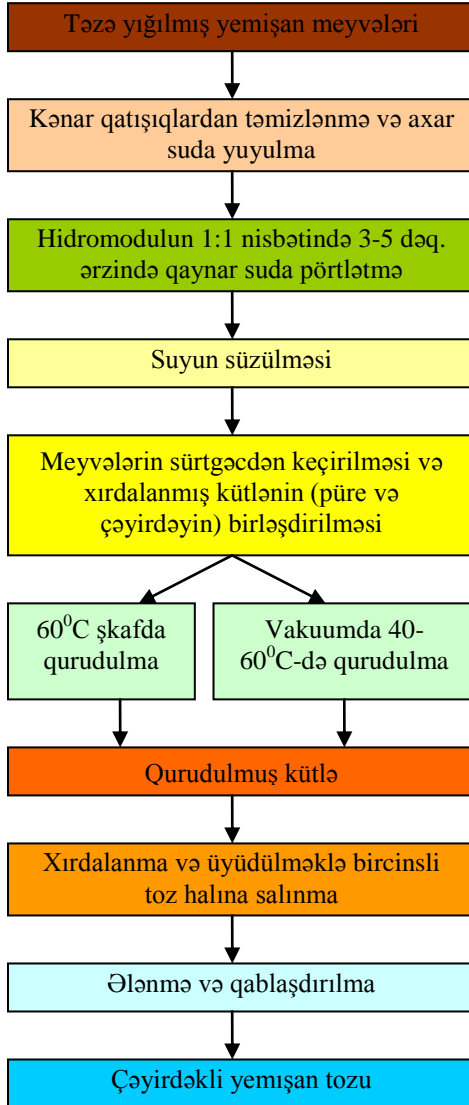 Təzə yığılmış yemişan meyvələri
Kənar qatışıqlardan təmizlənmə və axar
suda yuyulma
Hidromodulun 1:1 nisbətində 3-5 dəq.
ərzində qaynar suda pörtlətmə
Suyun süzülməsi
Meyvələrin sürtgəcdən keçirilməsi və
xırdalanmış kütlənin (püre və
çəyirdəyin) birləşdirilməsi
60⁰C şkafda
qurudulma
Vakuumda 40-
60⁰C-də qurudulma
Qurudulmuş kütlə
Xırdalanma və üyüdülməklə bircinsli
toz halına salınma
Ələnmə və qablaşdırılma
Çəyirdəkli yemişan tozu